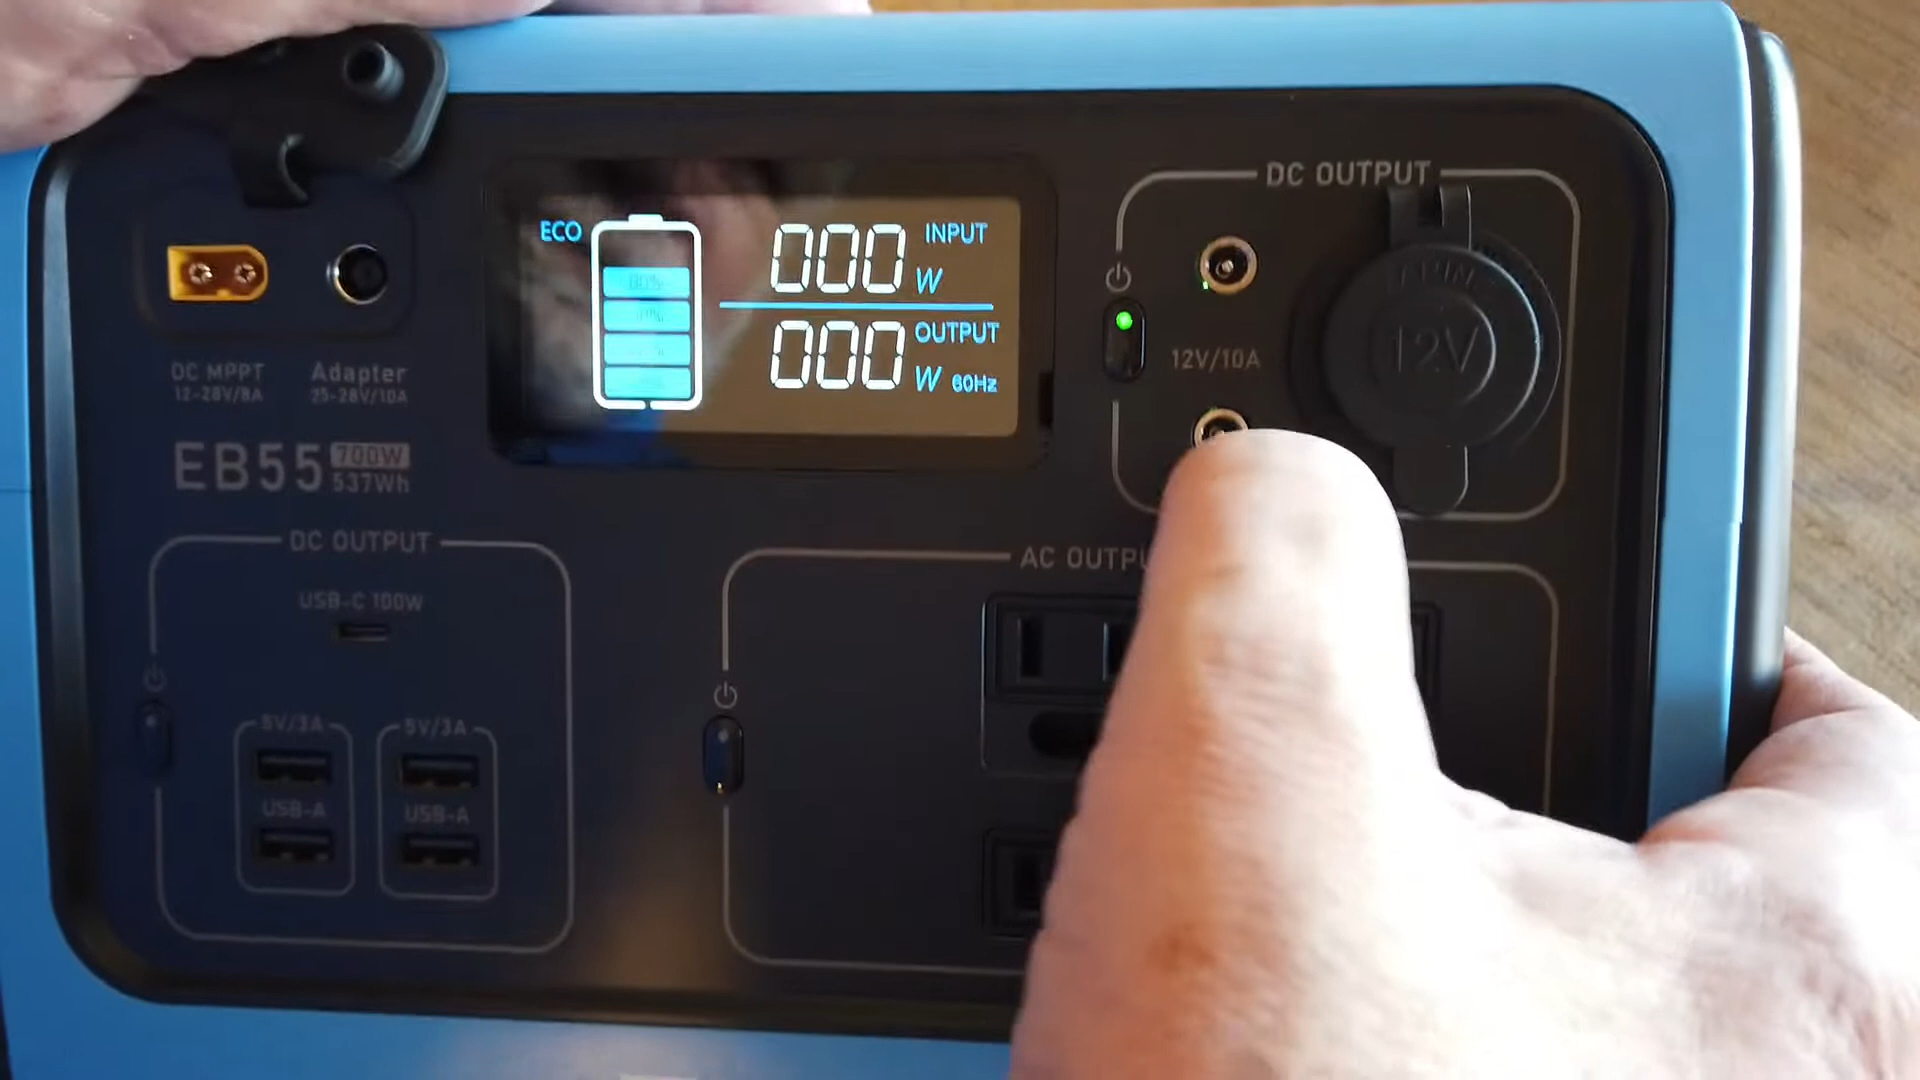 DC OUTPUT
ECO
000 INPUT
W
80%
000 OUTPUT
W 60Hz
12V/10A
12V
DC MPPT
12-28V/8A
Adapter
25-28V/10A
EB55 700W
537Wh
DC OUTPUT
USB-C 100W
5V/3A
5V/3A
USB-A
USB-A
AC OUTPU